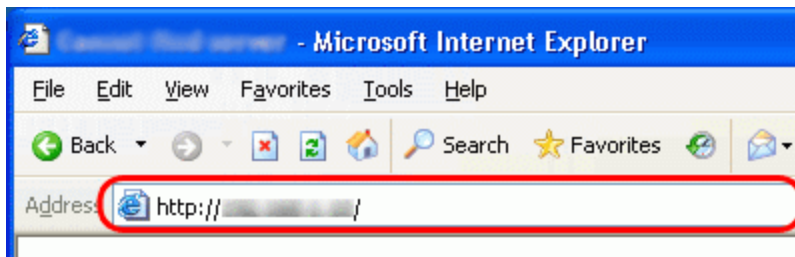 - Microsoft Internet Explorer
File Edit View Favorites Tools Help
Back Search Favorites
Address http:// /